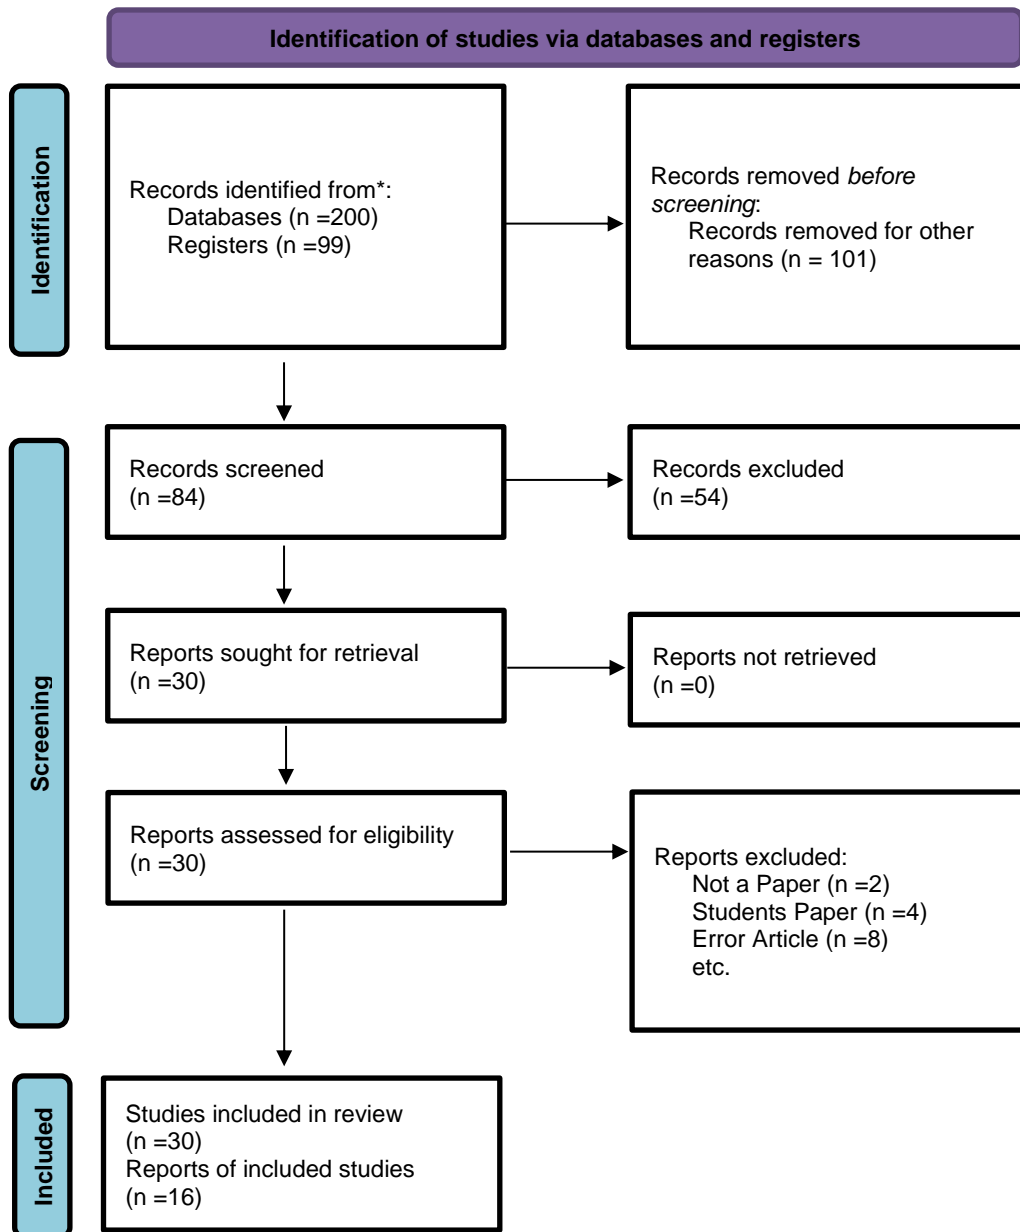 Identification of studies via databases and registers
Identification
Records identified from*:
Databases (n =200)
Registers (n =99)
Records removed before
screening:
Records removed for other
reasons (n = 101)
Screening
Records screened
(n =84)
Records excluded
(n =54)
Reports sought for retrieval
(n =30)
Reports not retrieved
(n =0)
Reports assessed for eligibility
(n =30)
Reports excluded:
Not a Paper (n =2)
Students Paper (n =4)
Error Article (n =8)
etc.
Included
Studies included in review
(n =30)
Reports of included studies
(n =16)